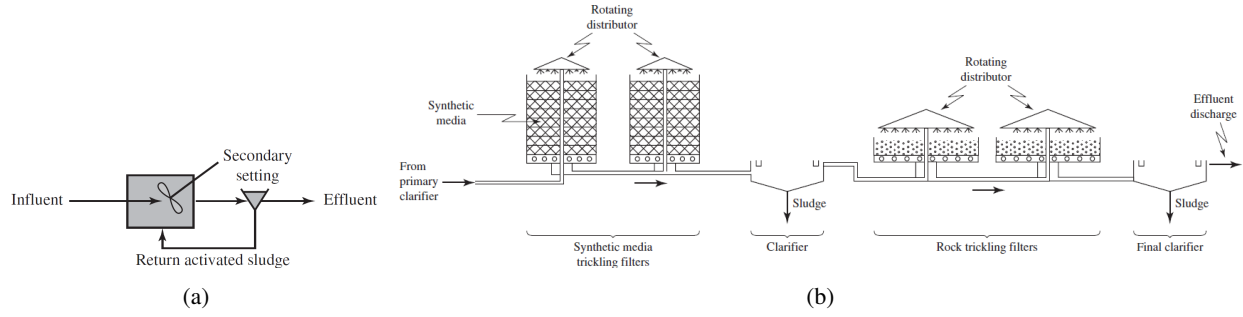 Secondary
setting
Influent
Effluent
Return activated sludge
(a)
Rotating
distributor
Synthetic
media
From
primary
clarifier
Rotating
distributor
Effluent
discharge
Sludge
Sludge
Synthetic media
trickling filters
Clarifier
Rock trickling filters
Final clarifier
(b)